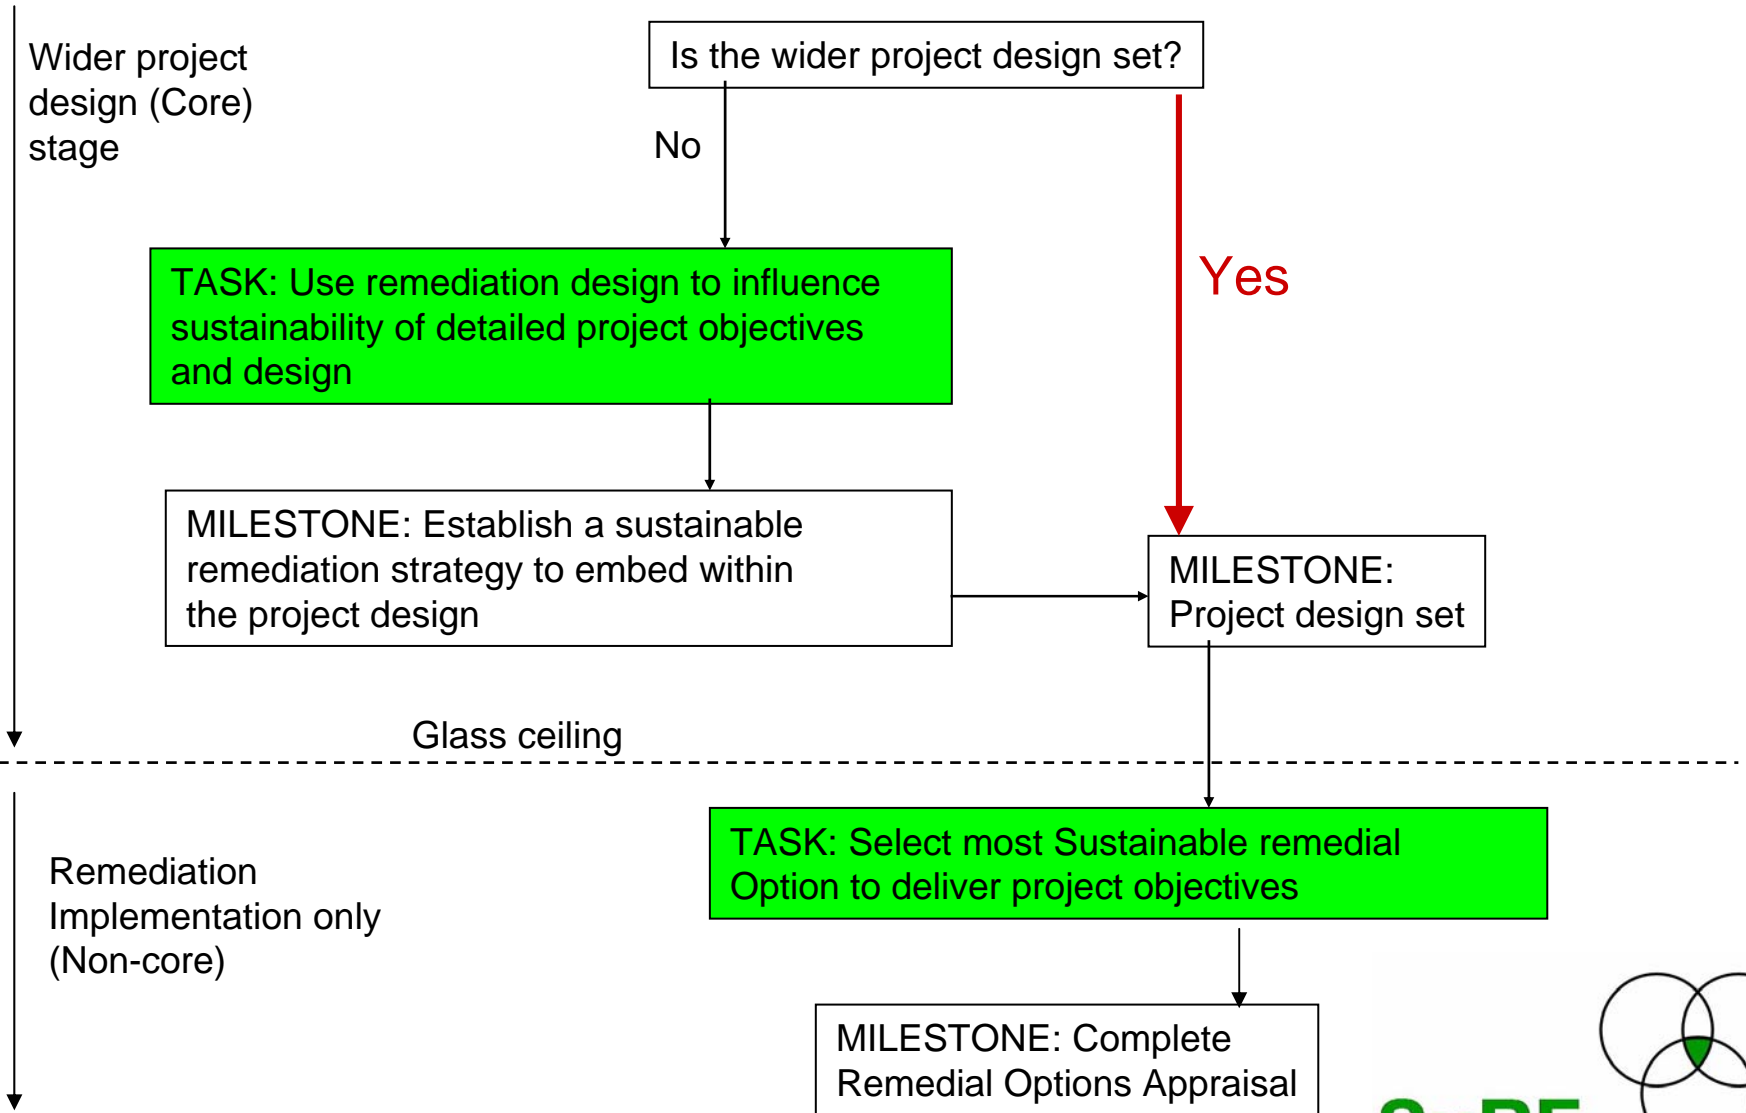 Wider project
design (Core)
stage
Is the wider project design set?
No
Yes
TASK: Use remediation design to influence
sustainability of detailed project objectives
and design
MILESTONE: Establish a sustainable
remediation strategy to embed within
the project design
MILESTONE:
Project design set
Glass ceiling
Remediation
Implementation only
(Non-core)
TASK: Select most Sustainable remedial
Option to deliver project objectives
MILESTONE: Complete
Remedial Options Appraisal